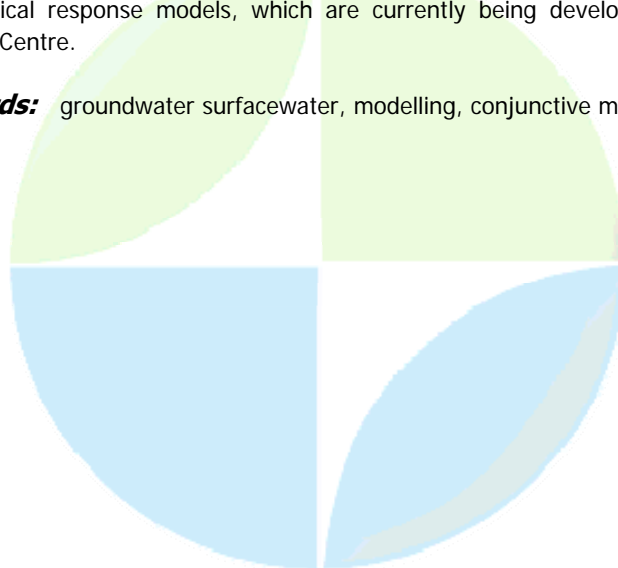 ical response models, which are currently being develo
Centre.
ds: groundwater surfacewater, modelling, conjunctive m